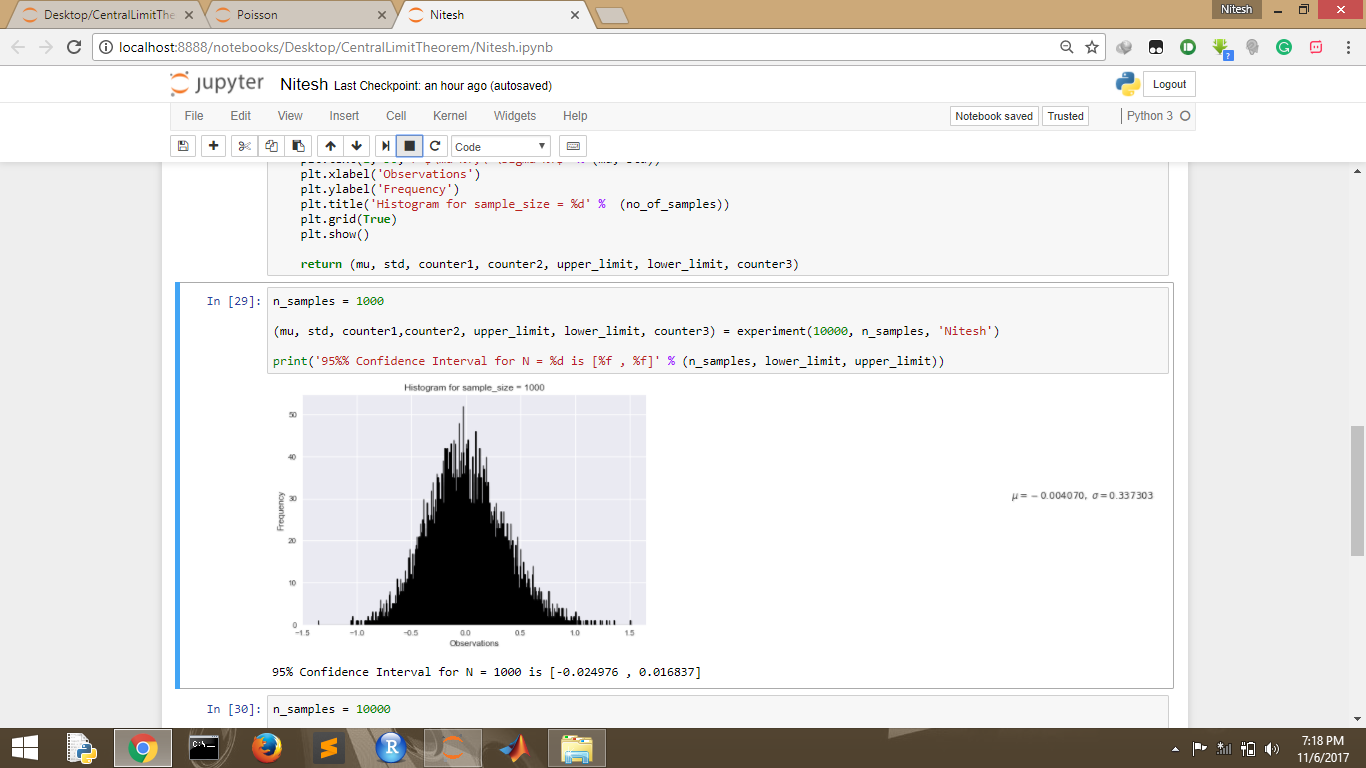 Desktop/CentralLimitThe
Poisson
Nitesh
Nitesh
localhost:8888/notebooks/Desktop/CentralLimitTheorem/Nitesh.ipynb
jupyter Nitesh Last Checkpoint: an hour ago (autosaved)
Logout
File Edit View Insert Cell Kernel Widgets Help
Notebook saved Trusted Python 3
Code
plt.xlabel('Observations')
plt.ylabel('Frequency')
plt.title('Histogram for sample_size = %d' % (no_of_samples))
plt.grid(True)
plt.show()
return (mu, std, counter1, counter2, upper_limit, lower_limit, counter3)
In [29]: n_samples = 1000
(mu, std, counter1,counter2, upper_limit, lower_limit, counter3) = experiment(10000, n_samples, 'Nitesh')
print('95%% Confidence Interval for N = %d is [%f , %f]' % (n_samples, lower_limit, upper_limit))
Histogram for sample_size = 1000
50
40
30
20
10
0
Frequency
−1.5 −1.0 −0.5 0.0 0.5 1.0 1.5
Observations
μ = − 0.004070, σ = 0.337303
95% Confidence Interval for N = 1000 is [-0.024976 , 0.016837]
In [30]: n_samples = 10000
7:18 PM
11/6/2017